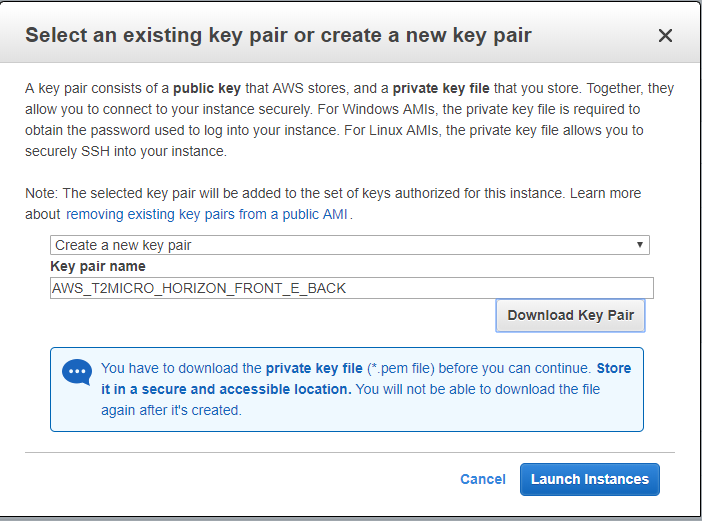 Select an existing key pair or create a new key pair
A key pair consists of a public key that AWS stores, and a private key file that you store. Together, they
allow you to connect to your instance securely. For Windows AMIs, the private key file is required to
obtain the password used to log into your instance. For Linux AMIs, the private key file allows you to
securely SSH into your instance.
Note: The selected key pair will be added to the set of keys authorized for this instance. Learn more
about removing existing key pairs from a public AMI.
Create a new key pair
Key pair name
AWS_T2MICRO_HORIZON_FRONT_E_BACK
Download Key Pair
You have to download the private key file (*.pem file) before you can continue. Store
it in a secure and accessible location. You will not be able to download the file
again after it's created.
Cancel Launch Instances